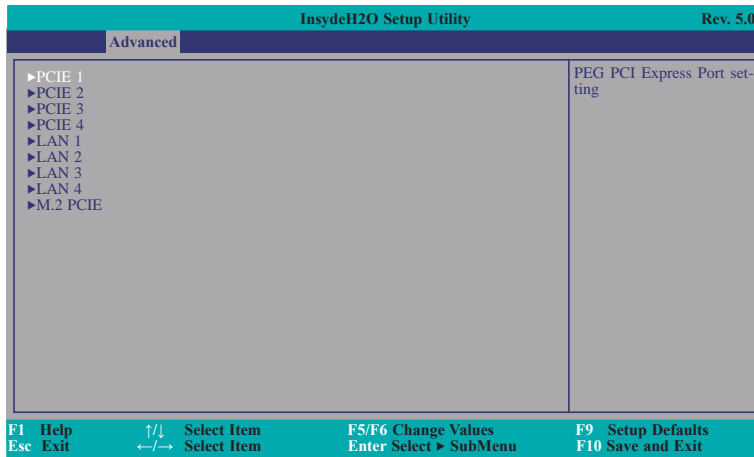 InsydeH2O Setup Utility Rev. 5.0
Advanced
▶PCIE 1
▶PCIE 2
▶PCIE 3
▶PCIE 4
▶LAN 1
▶LAN 2
▶LAN 3
▶LAN 4
▶M.2 PCIE
PEG PCI Express Port set-
ting
F1 Help ↑/↓ Select Item F5/F6 Change Values F9 Setup Defaults
Esc Exit ←/→ Select Item Enter Select ▶ SubMenu F10 Save and Exit